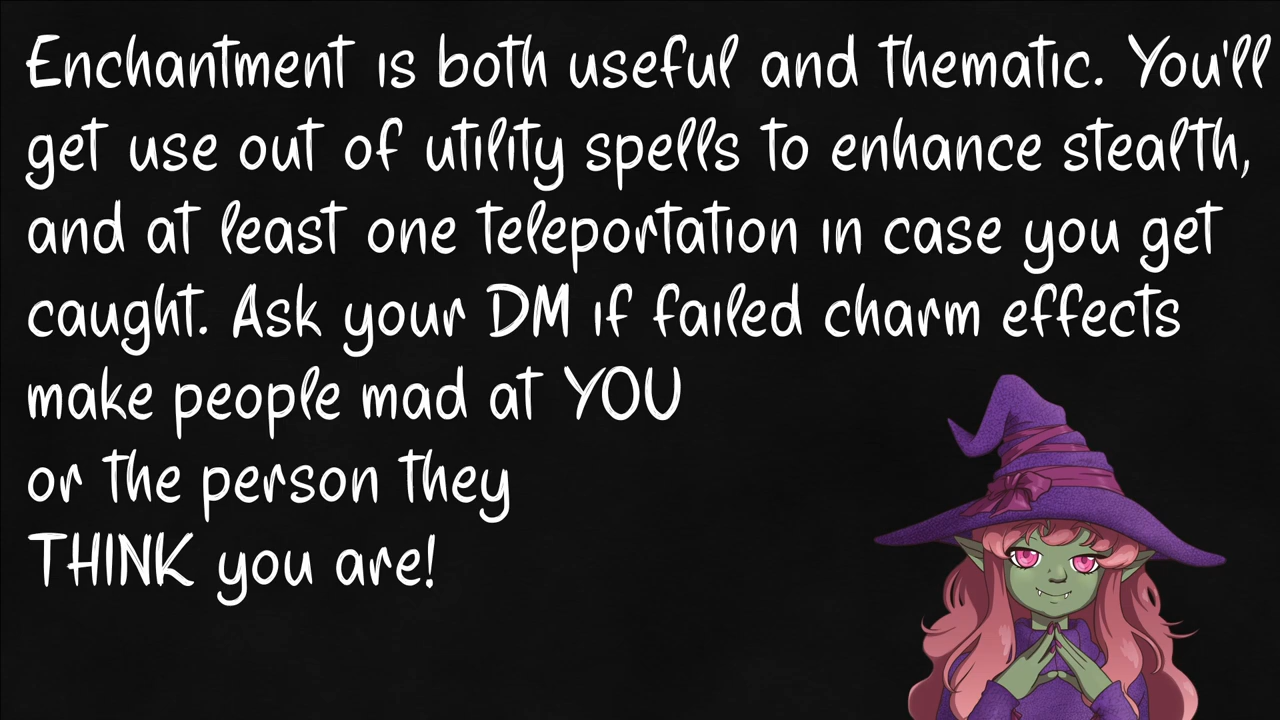 Enchantment is both useful and thematic. You'll
get use out of utility spells to enhance stealth,
and at least one teleportation in case you get
caught. Ask your DM if failed charm effects
make people mad at YOU
or the person they
THINK you are!